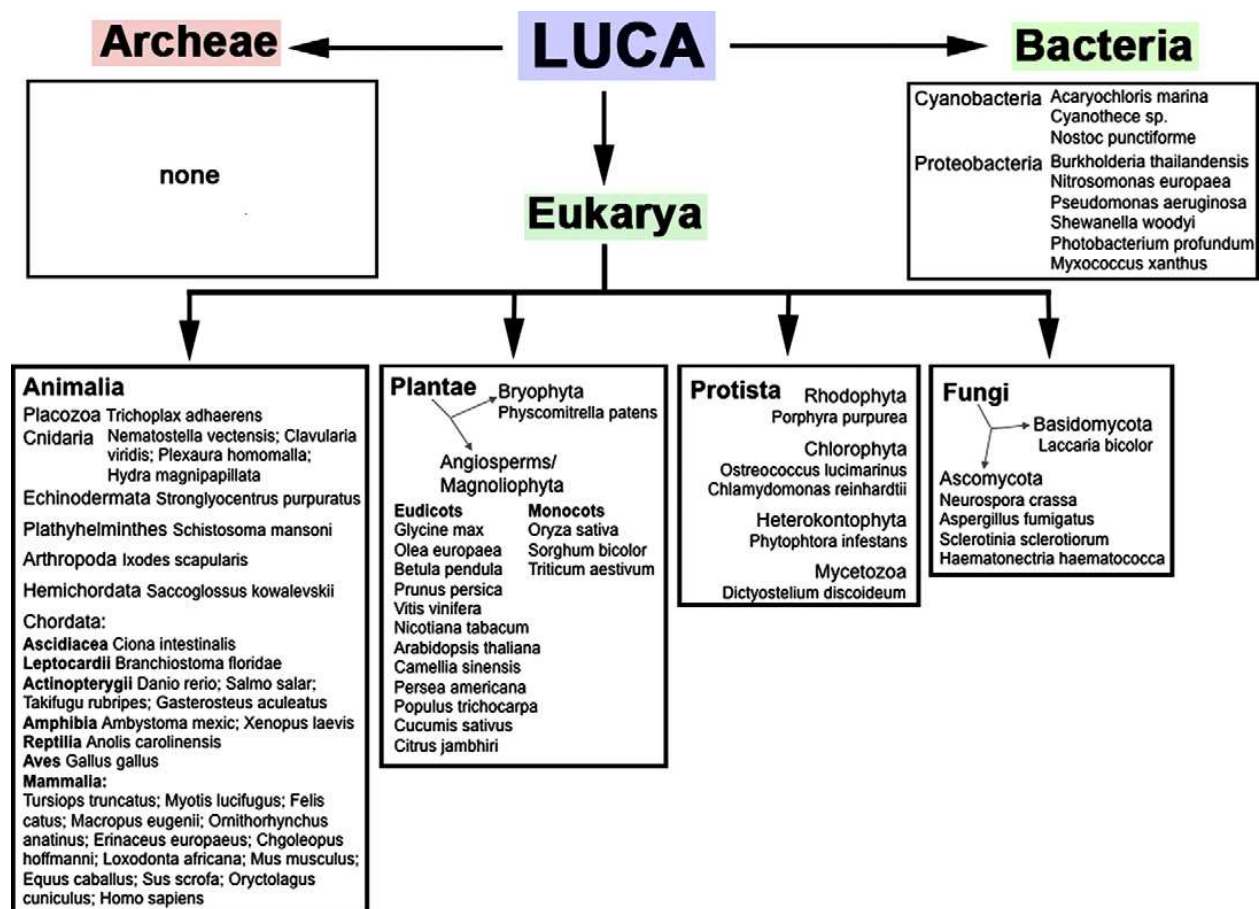 Archeae
LUCA
Bacteria
none
Cyanobacteria Acaryochloris marina
Cyanothece sp.
Nostoc punctiforme
Proteobacteria Burkholderia thailandensis
Nitrosomonas europaea
Pseudomonas aeruginosa
Shewanella woodyi
Photobacterium profundum
Myxococcus xanthus
Eukarya
Animalia
Placozoa Trichoplax adhaerens
Cnidaria Nematostella vectensis; Clavularia
viridis; Plexaura homomalla;
Hydra magnipapillata
Echinodermata Stronglyocentrus purpuratus
Plathyhelminthes Schistosoma mansoni
Arthropoda Ixodes scapularis
Hemichordata Saccoglossus kowalevskii
Chordata:
Ascidiacea Ciona intestinalis
Leptocardii Branchiostoma floridae
Actinopterygii Danio rerio; Salmo salar;
Takifugu rubripes; Gasterosteus aculeatus
Amphibia Ambystoma mexic; Xenopus laevis
Reptilia Anolis carolinensis
Aves Gallus gallus
Mammalia:
Tursiops truncatus; Myotis lucifugus; Felis
catus; Macropus eugenii; Ornithorhynchus
anatinus; Erinaceus europaeus; Chgoleopus
hoffmanni; Loxodonta africana; Mus musculus;
Equus caballus; Sus scrofa; Oryctolagus
cuniculus; Homo sapiens
Plantae
Bryophyta
Physcomitrella patens
Angiosperms/
Magnoliophyta
Eudicots
Glycine max
Olea europaea
Betula pendula
Prunus persica
Vitis vinifera
Nicotiana tabacum
Arabidopsis thaliana
Camellia sinensis
Persea americana
Populus trichocarpa
Cucumis sativus
Citrus jambhiri
Monocots
Oryza sativa
Sorghum bicolor
Triticum aestivum
Protista
Rhodophyta
Porphyra purpurea
Chlorophyta
Ostreococcus lucimarinus
Chlamydomonas reinhardtii
Heterokontophyta
Phytophtora infestans
Mycetozoa
Dictyostelium discoideum
Fungi
Basidomycota
Laccaria bicolor
Ascomycota
Neurospora crassa
Aspergillus fumigatus
Sclerotinia sclerotiorum
Haematonectria haematococca